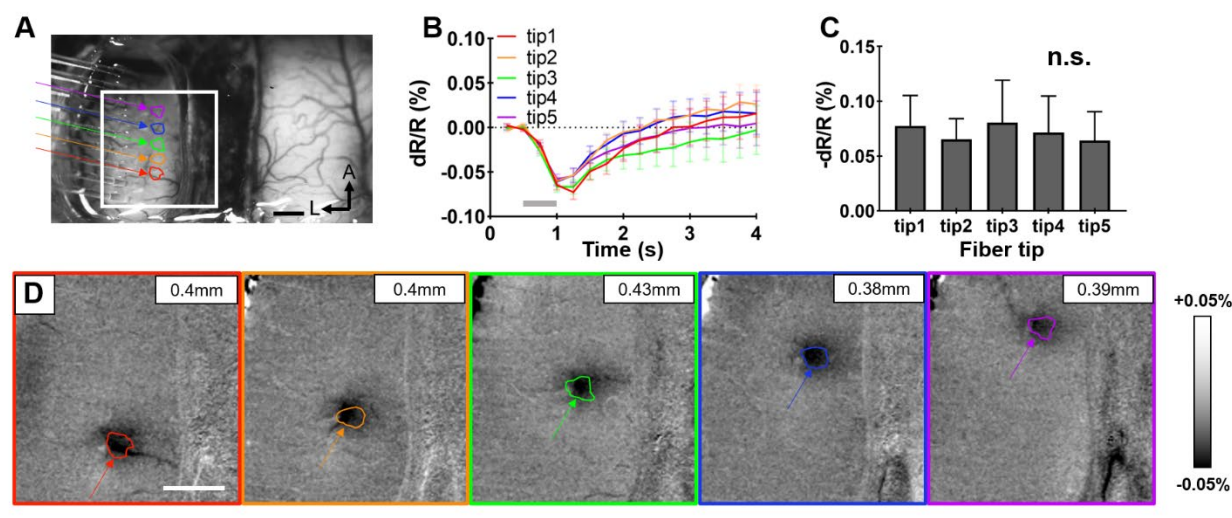 A
A
L
B
dR/R (%)
0.10
0.05
0.00
-0.05
-0.10
tip1
tip2
tip3
tip4
tip5
0 1 2 3 4
Time (s)
C
n.s.
-dR/R (%)
0.15
0.10
0.05
0.00
tip1 tip2 tip3 tip4 tip5
Fiber tip
D
0.4mm
0.4mm
0.43mm
0.38mm
0.39mm
+0.05%
-0.05%